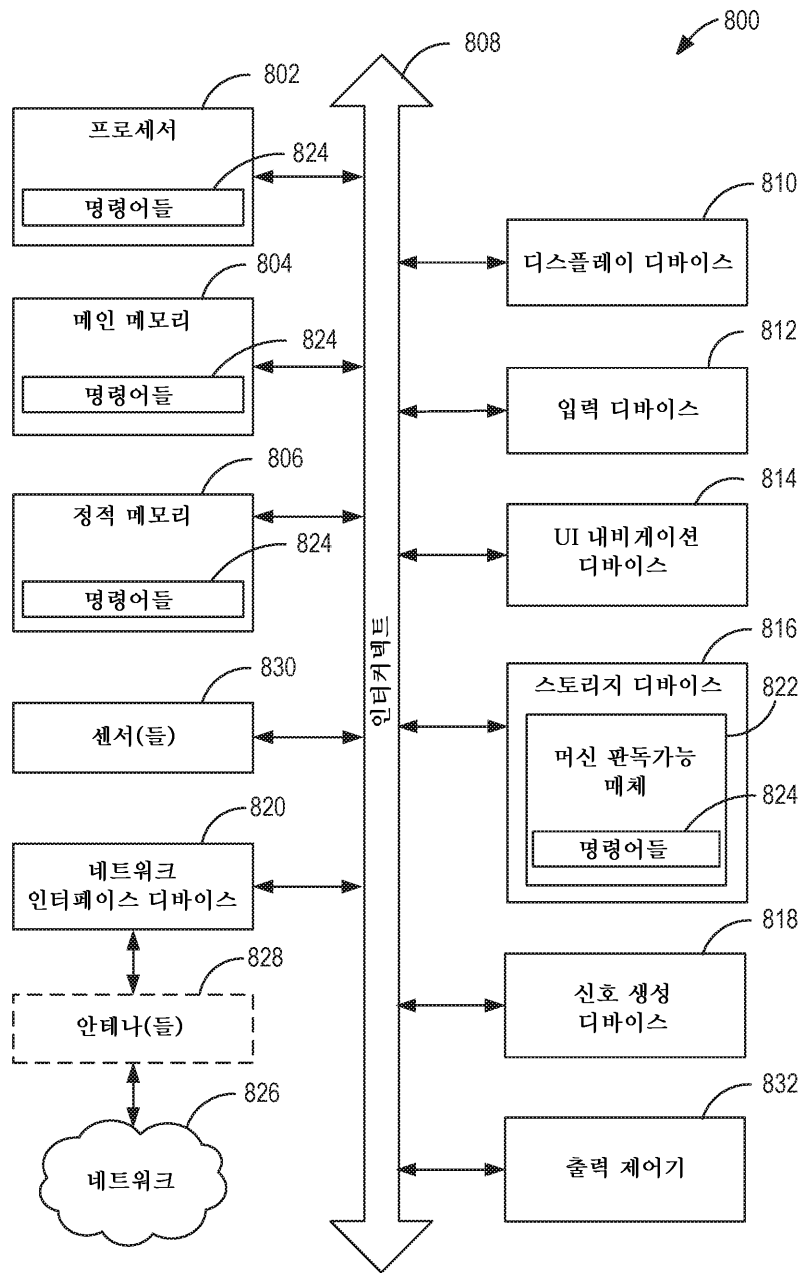 800
808
802
프로세서
824
명령어들
804
메인 메모리
824
명령어들
806
정적 메모리
824
명령어들
830
센서(들)
820
네트워크
인터페이스 디바이스
828
안테나(들)
826
네트워크
인터커넥트
810
디스플레이 디바이스
812
입력 디바이스
814
UI 내비게이션
디바이스
816
스토리지 디바이스
822
머신 판독가능
매체
824
명령어들
818
신호 생성
디바이스
832
출력 제어기